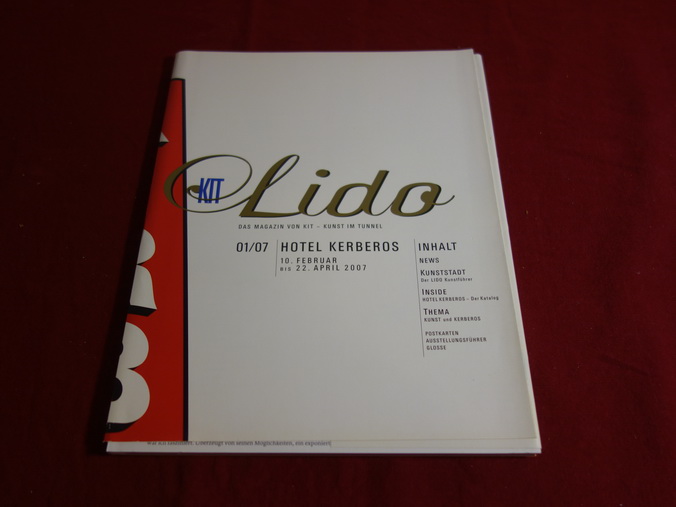 KIT
Lido
DAS MAGAZIN VON KIT – KUNST IM TUNNEL
01/07
HOTEL KERBEROS
10. FEBRUAR
BIS 22. APRIL 2007
INHALT
NEWS
KUNSTSTADT
Der LIDO Kunstführer
INSIDE
HOTEL KERBEROS – Der Katalog
THEMA
KUNST und KERBEROS
POSTKARTEN
AUSSTELLUNGSFÜHRER
GLOSSE
R
B